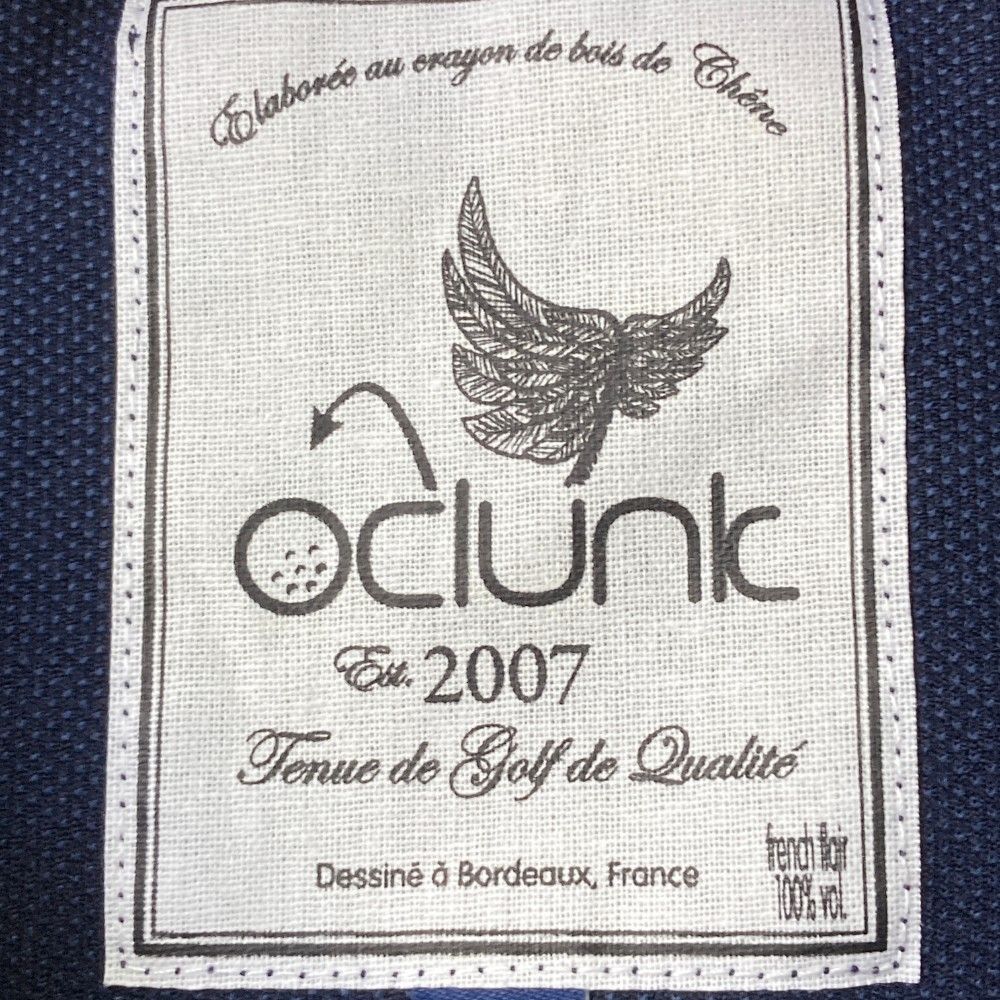 Elaborée au crayon de bois de Chêne
oclunk
Est. 2007
Tenue de Golf de Qualité
Dessiné à Bordeaux, France
french flair
100% vol.